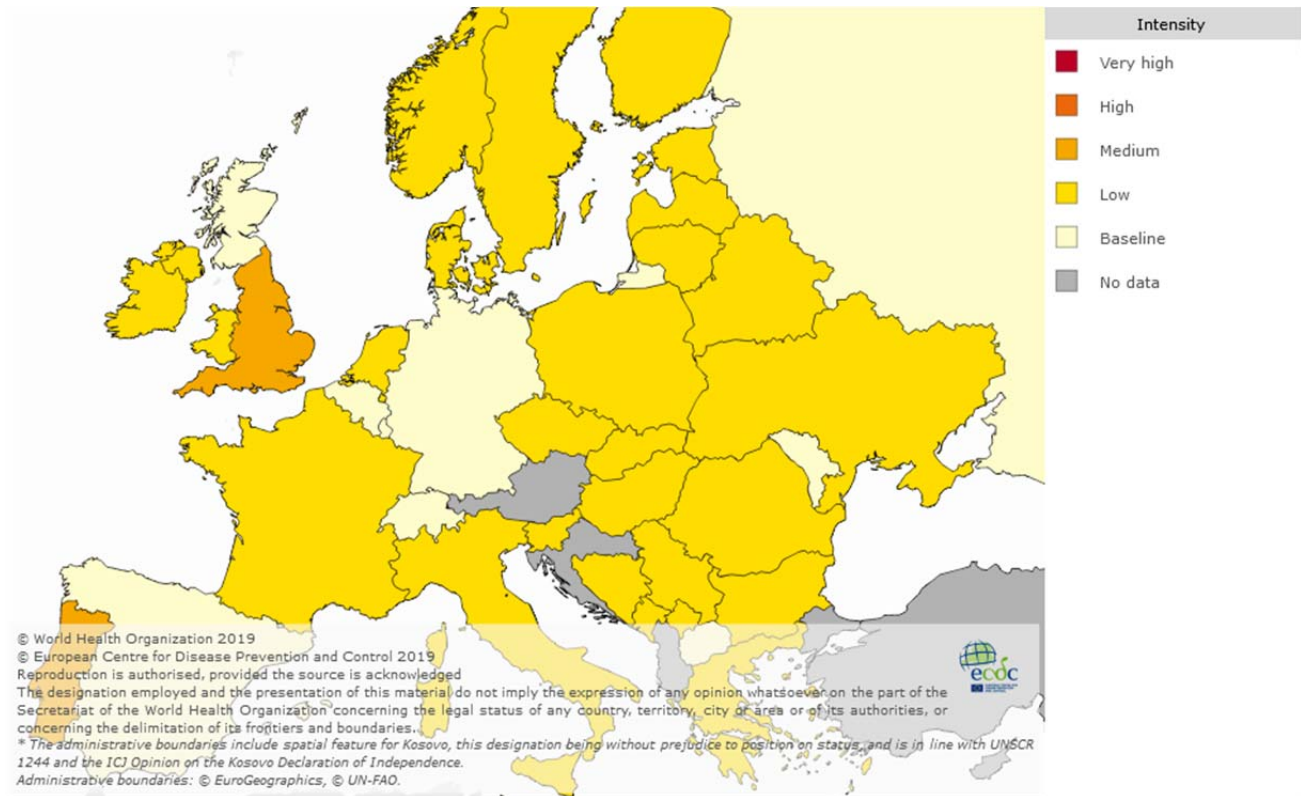 Intensity
Very high
High
Medium
Low
Baseline
No data
© World Health Organization 2019
© European Centre for Disease Prevention and Control 2019
Reproduction is authorised, provided the source is acknowledged
The designation employed and the presentation of this material do not imply the expression of any opinion whatsoever on the part of the
Secretariat of the World Health Organization concerning the legal status of any country, territory, city or area or of its authorities, or
concerning the delimitation of its frontiers and boundaries.
* The administrative boundaries include spatial feature for Kosovo, this designation being without prejudice to position on status, and is in line with UNSCR
1244 and the ICJ Opinion on the Kosovo Declaration of Independence.
Administrative boundaries: © EuroGeographics, © UN-FAO.
ecdc